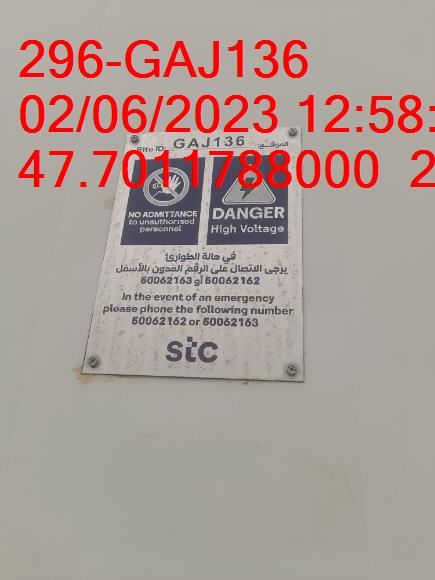 296-GAJ136
02/06/2023 12:58:
Site ID: GAJ136 الموقع:
47.7011788000 2
NO ADMITTANCE
to unauthorised
personnel
DANGER
High Voltage
في حالة الطوارئ
يرجى الاتصال على الرقم المدون بالأسفل
50062162 أو 50062163
In the event of an emergency
please phone the following number
50062162 or 50062163
stc